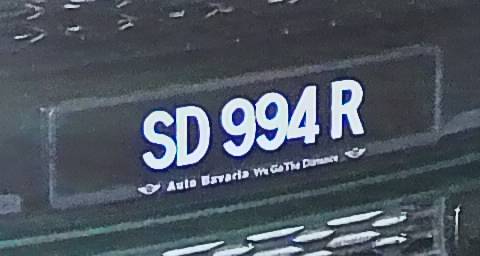 SD 994 R
Auto Bavaria We Go The Distance